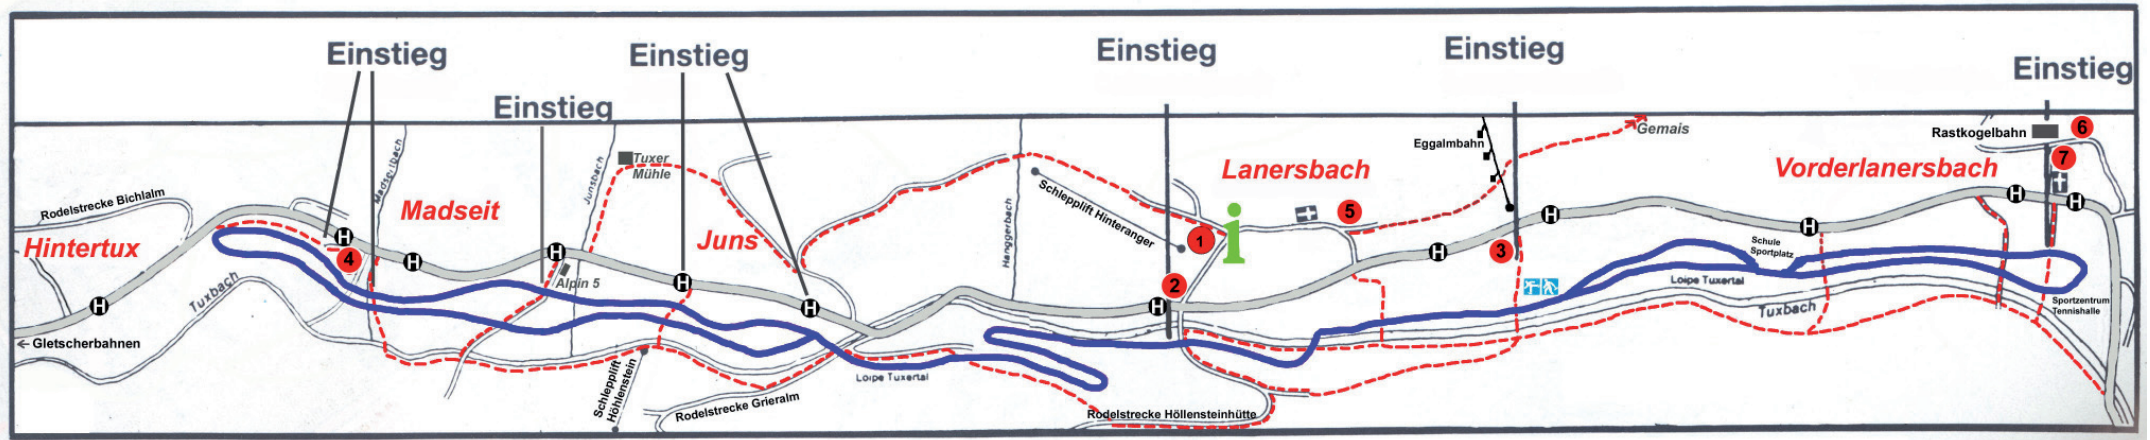 Einstieg
Einstieg
Einstieg
Einstieg
Einstieg
Einstieg
Rodelstrecke Bichlalm
Hintertux
H
Gletscherbahnen
Tuxbach
H
4
Madseitbach
Madseit
H
H
Alpin 5
Junsbach
Tuxer
Mühle
Juns
H
H
Schlepplift
Höhlenstein
Rodelstrecke Grieralm
Loipe Tuxertal
Hanggerbach
Schlepplift Hinteranger
1
i
2
H
Rodelstrecke Höllensteinhütte
Lanersbach
5
Eggalmbahn
Gemais
H
3
H
Schule
Sportplatz
Loipe Tuxertal
Tuxbach
H
Vorderlanersbach
Rastkogelbahn
6
7
H
H
Sportzentrum
Tennishalle